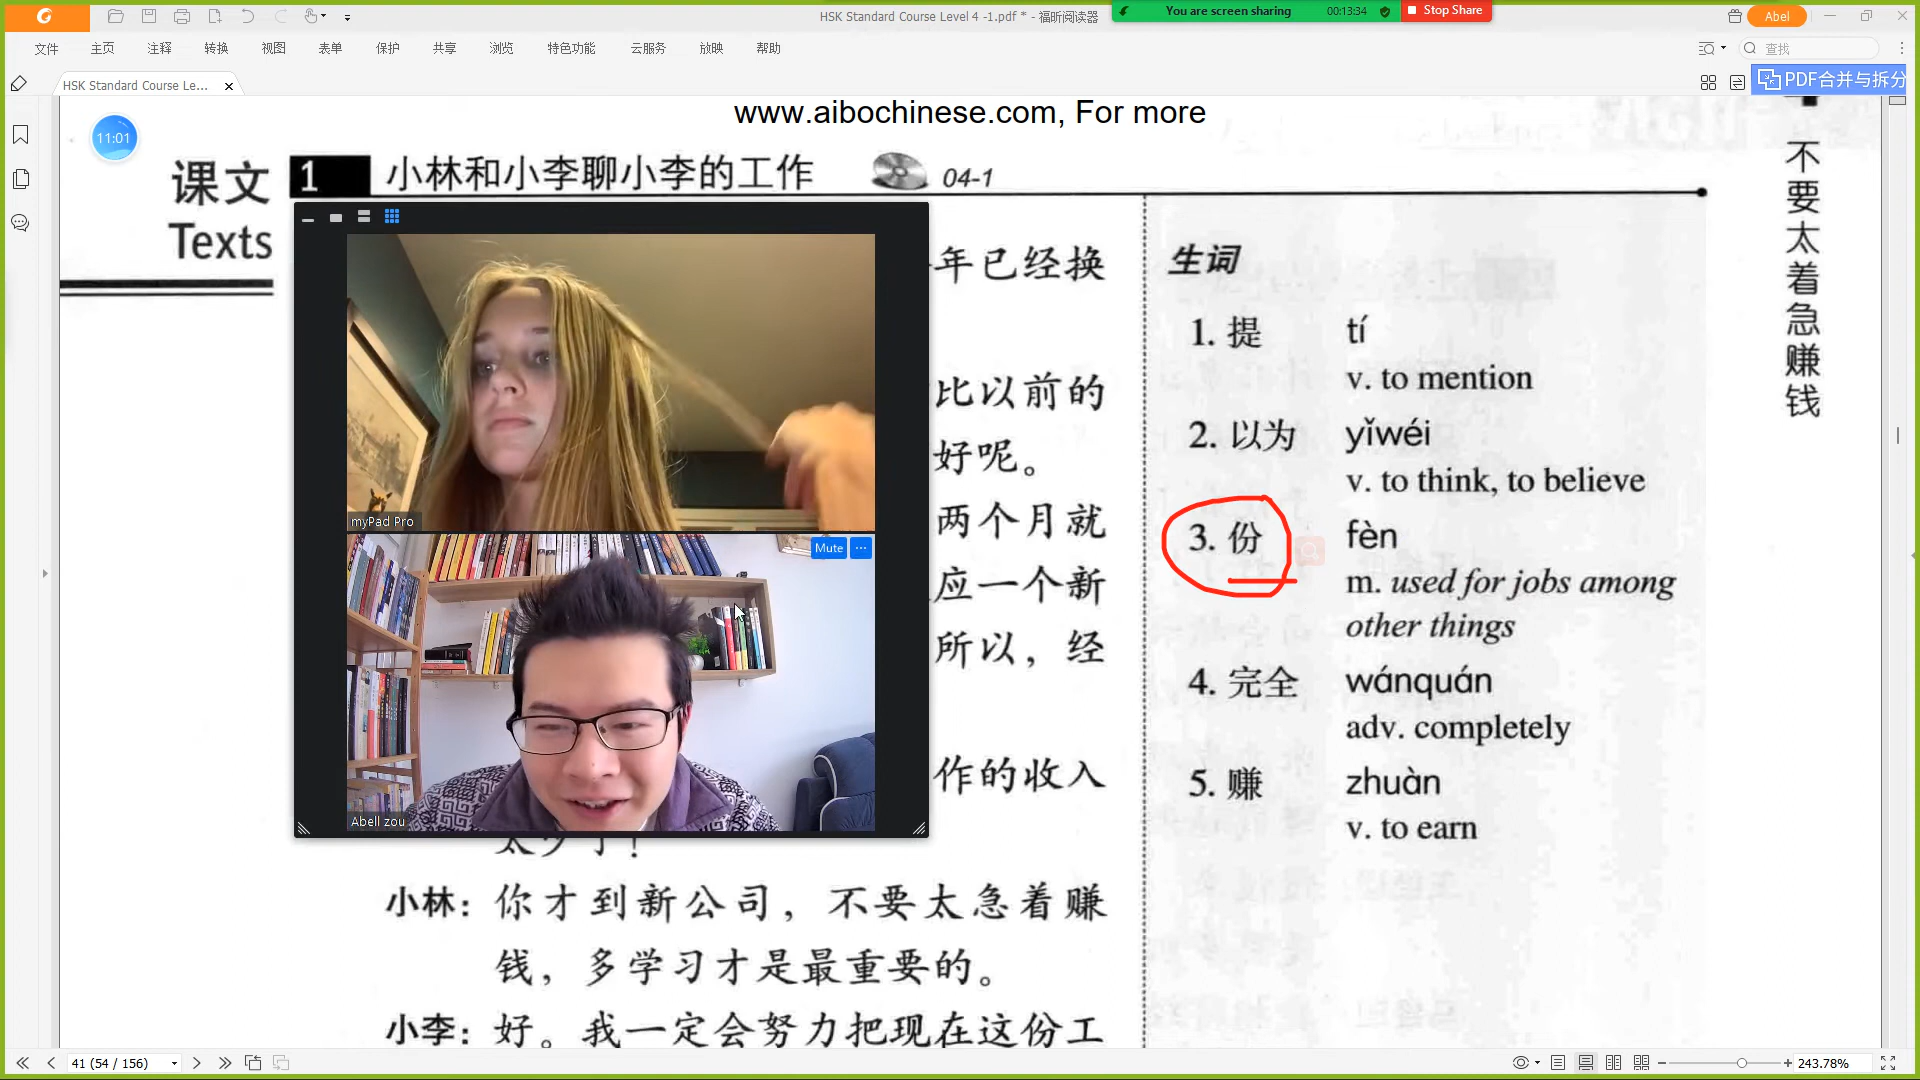 HSK Standard Course Level 4 -1.pdf * - 福昕阅读器
You are screen sharing 00:13:34 Stop Share
Abel
文件 主页 注释 转换 视图 表单 保护 共享 浏览 特色功能 云服务 放映 帮助
查找
HSK Standard Course Le...
PDF合并与拆分
www.aibochinese.com, For more
11:01
课文
Texts
1 小林和小李聊小李的工作 04-1
年已经换
比以前的
好呢。
两个月就
应一个新
所以，经
作的收入
太少了！
小林：你才到新公司，不要太急着赚
钱，多学习才是最重要的。
小李：好。我一定会努力把现在这份工
myPad Pro
Mute ...
Abell zou
生词
1. 提 tí
v. to mention
2. 以为 yǐwéi
v. to think, to believe
3. 份 fèn
m. used for jobs among
other things
4. 完全 wánquán
adv. completely
5. 赚 zhuàn
v. to earn
不要太着急赚钱
41 (54 / 156)
243.78%